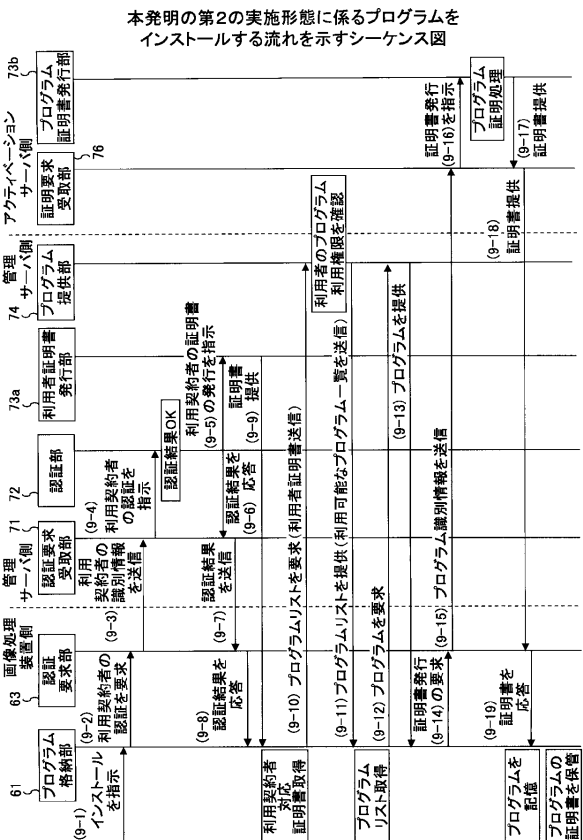 本発明の第2の実施形態に係るプログラムを
インストールする流れを示すシーケンス図
画像処理
装置側
管理
サーバ側
管理
サーバ側
アクティベーション
サーバ側
61
プログラム
格納部
63
認証
要求部
71
認証要求
受取部
72
認証部
73a
利用者証明書
発行部
74
プログラム
提供部
76
証明要求
受取部
73b
プログラム
証明書発行部
(9-1)
インストール
を指示
(9-2)
利用契約者の
認証を要求
(9-3)
利用
契約者の
識別情報
を送信
(9-4)
利用契約者
の認証を
指示
認証結果OK
利用契約者の証明書
(9-5)の発行を指示
認証結果を
(9-6) 応答
(9-7)
認証結果
を送信
(9-8)
認証結果を
応答
証明書
(9-9) 提供
利用契約者
対応
証明書取得
(9-10)プログラムリストを要求(利用者証明書送信)
利用者のプログラム
利用権限を確認
(9-11)プログラムリストを提供(利用可能なプログラム一覧を送信)
プログラム
リスト取得
(9-12)プログラムを要求
(9-13)プログラムを提供
証明書発行
(9-14)の要求
(9-15) プログラム識別情報を送信
証明書発行
(9-16)を指示
プログラム
証明処理
(9-17)
証明書提供
(9-18)
証明書提供
(9-19)
証明書を
応答
プログラムを
記憶
プログラムの
証明書を保管